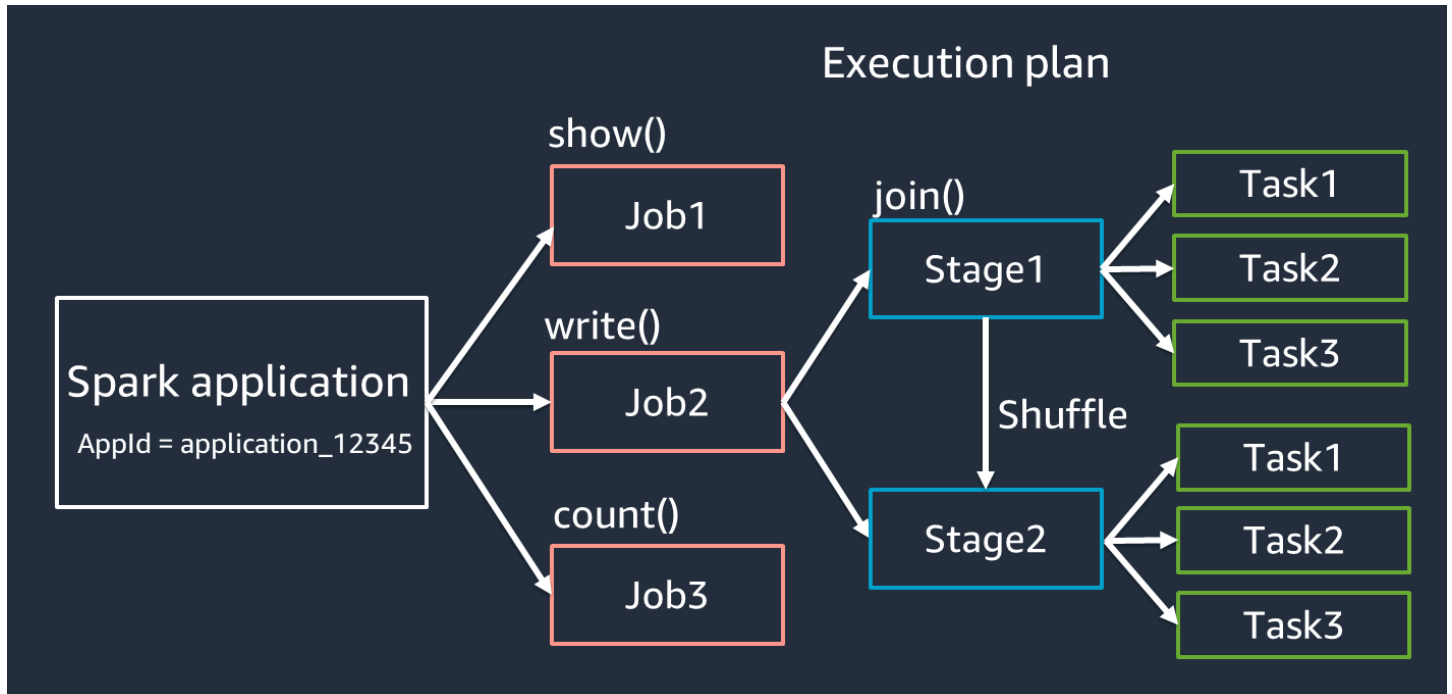 Execution plan
show()
Job1
write()
Job2
count()
Job3
Spark application
AppId = application_12345
join()
Stage1
Shuffle
Stage2
Task1
Task2
Task3
Task1
Task2
Task3